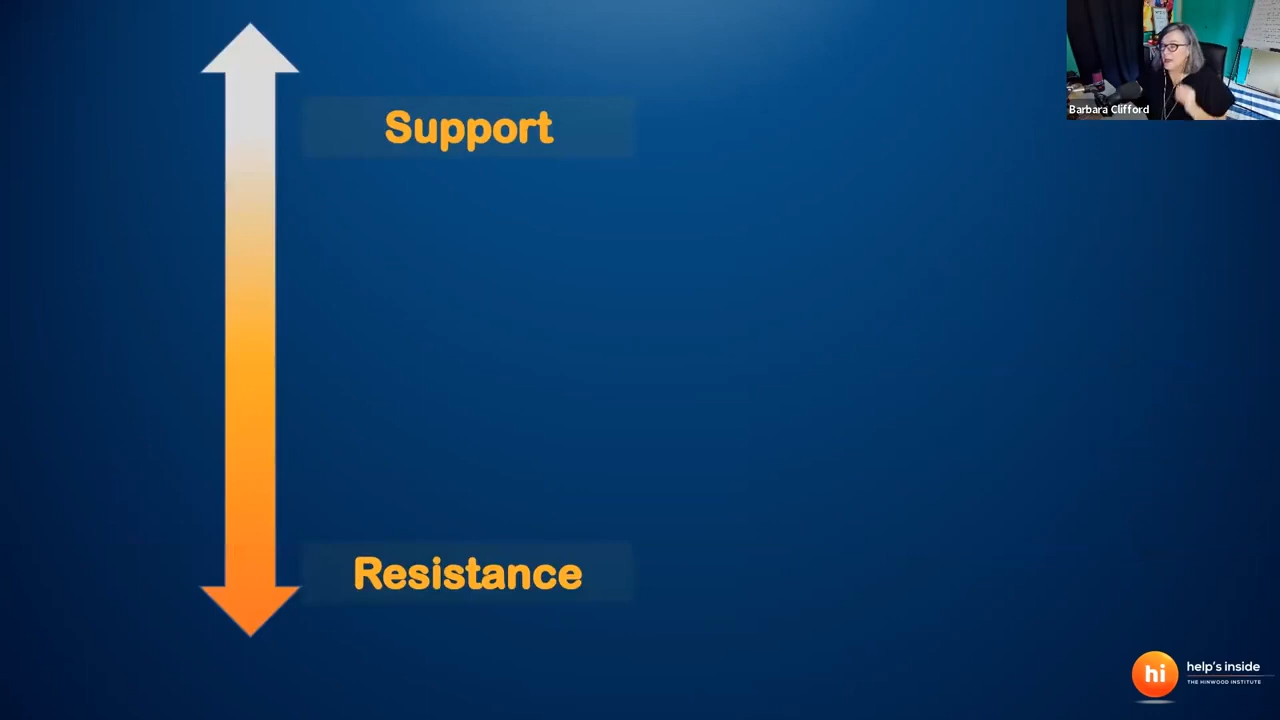 Support
Barbara Clifford
Resistance
hi
help's inside
THE HINWOOD INSTITUTE